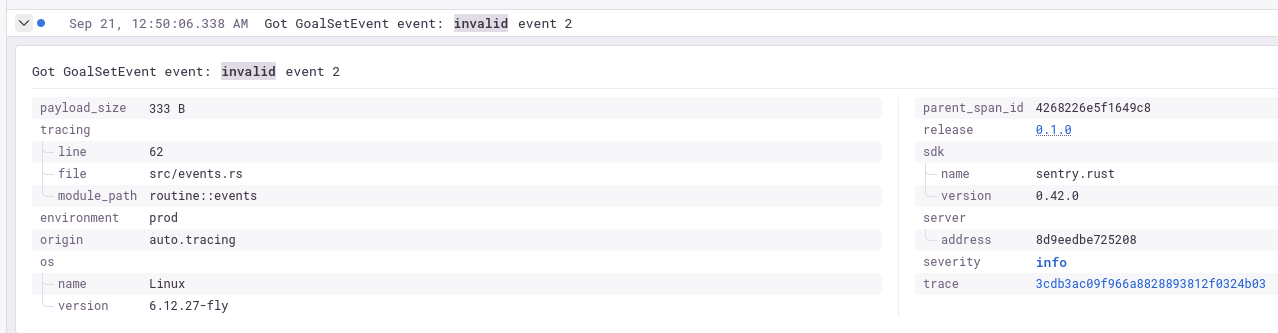 Sep 21, 12:50:06.338 AM Got GoalSetEvent event: invalid event 2
Got GoalSetEvent event: invalid event 2
payload_size 333 B
tracing
line 62
file src/events.rs
module_path routine::events
environment prod
origin auto.tracing
os
name Linux
version 6.12.27-fly
parent_span_id 4268226e5f1649c8
release 0.1.0
sdk
name sentry.rust
version 0.42.0
server
address 8d9eedbe725208
severity info
trace 3cdb3ac09f966a8828893812f0324b03